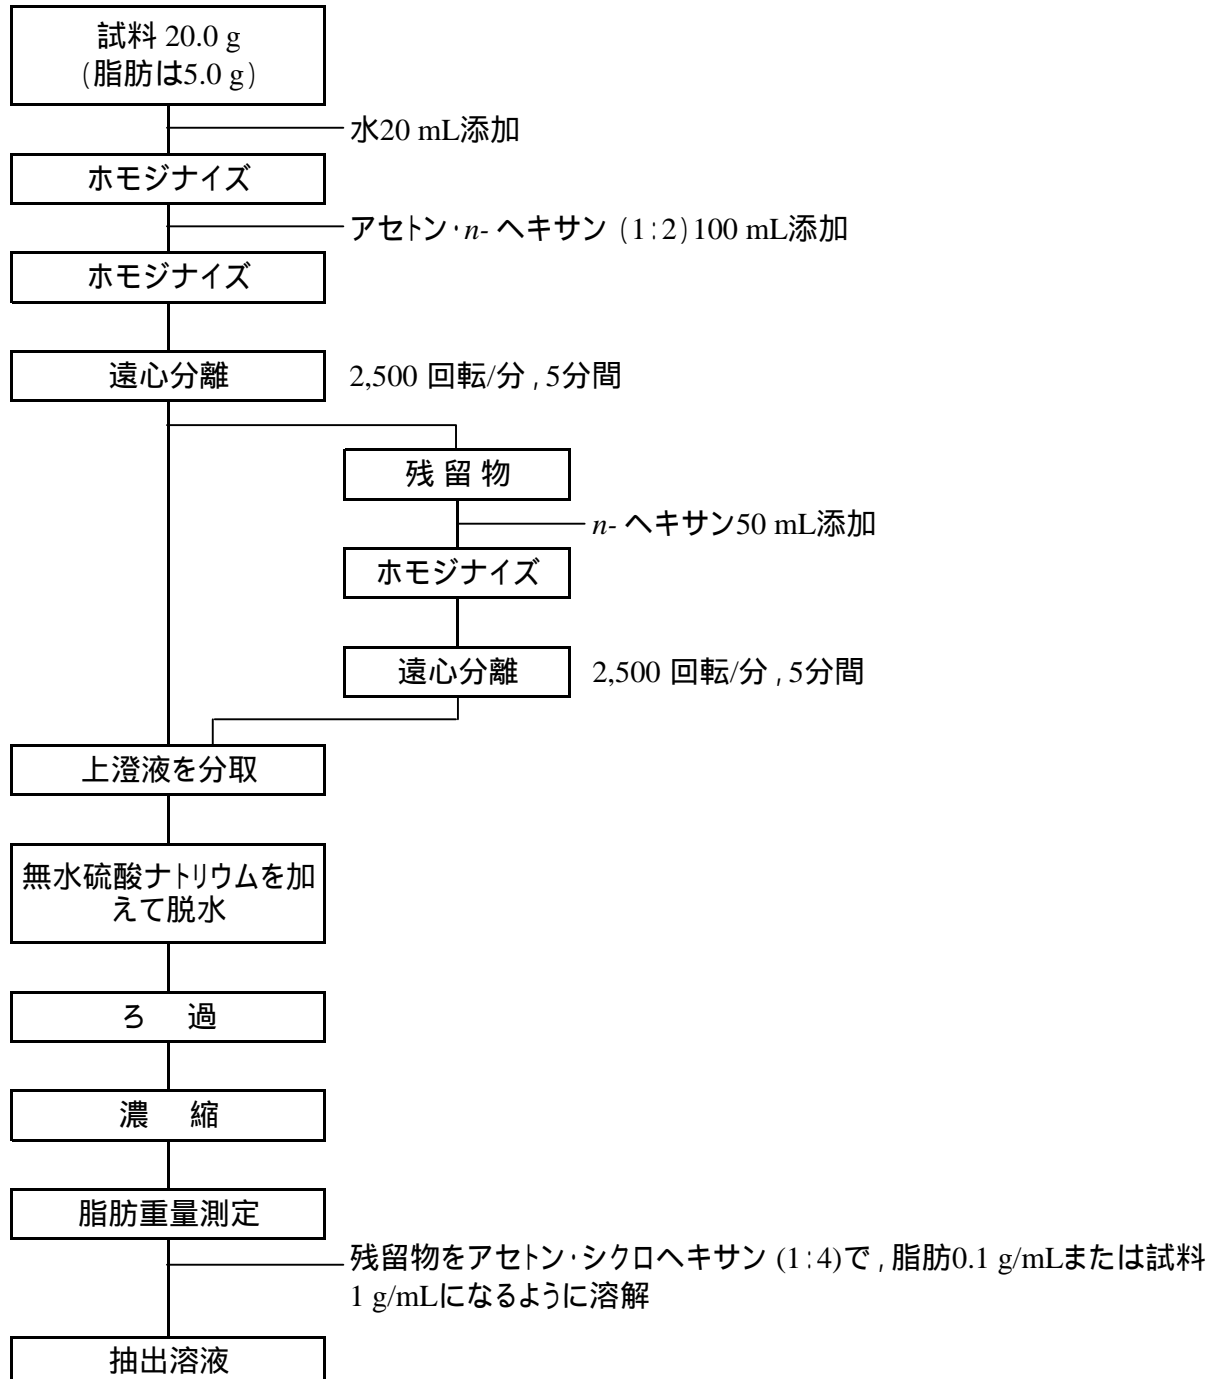 試料 20.0 g
(脂肪は5.0 g)
水20 mL添加
ホモジナイズ
アセトン・n- ヘキサン (1:2)100 mL添加
ホモジナイズ
遠心分離
2,500 回転/分 , 5分間
残 留 物
n- ヘキサン50 mL添加
ホモジナイズ
遠心分離
2,500 回転/分 , 5分間
上澄液を分取
無水硫酸ナトリウムを加
えて脱水
ろ 過
濃 縮
脂肪重量測定
残留物をアセトン・シクロヘキサン (1:4)で , 脂肪0.1 g/mLまたは試料
1 g/mLになるように溶解
抽出溶液